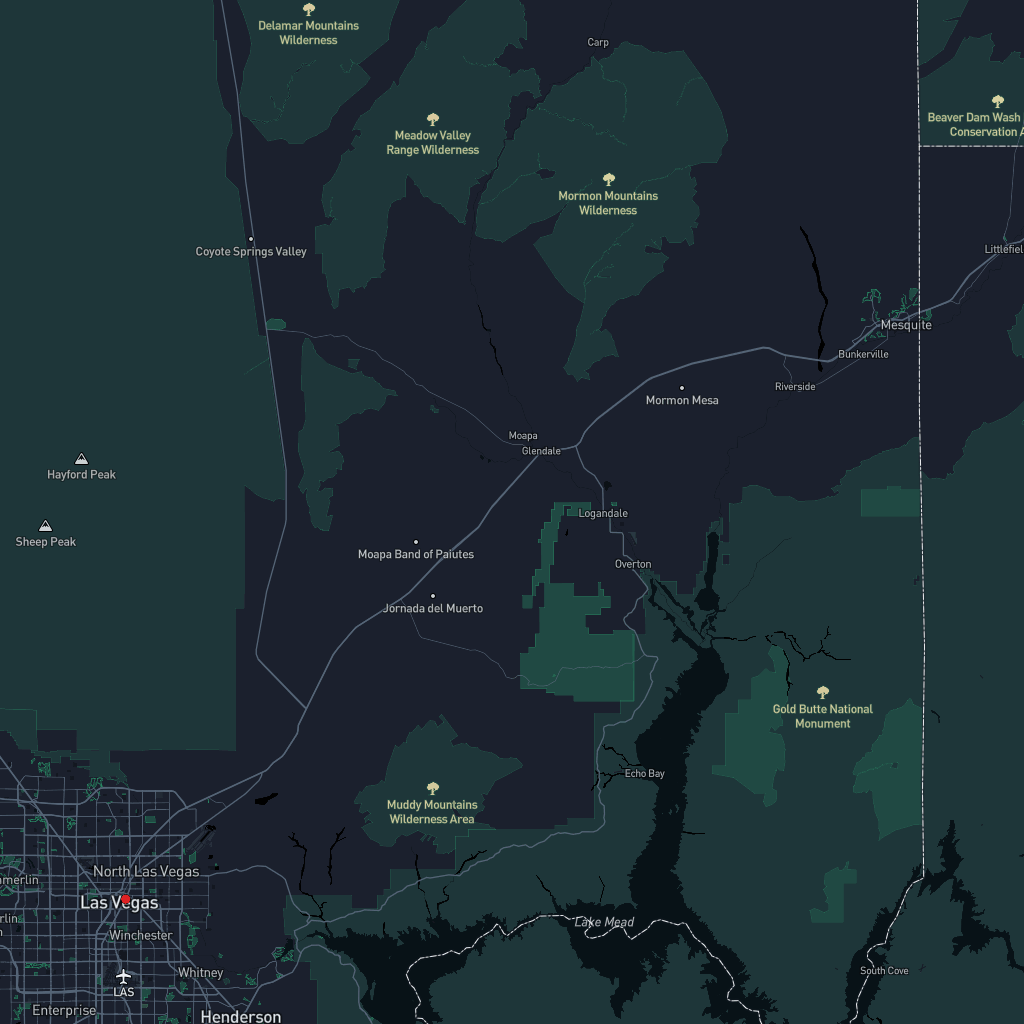 Delamar Mountains
Wilderness
Carp
Meadow Valley
Range Wilderness
Beaver Dam Wash
Conservation A
Mormon Mountains
Wilderness
Coyote Springs Valley
Littlefiel
Mesquite
Bunkerville
Riverside
Mormon Mesa
Moapa
Glendale
Hayford Peak
Logandale
Sheep Peak
Moapa Band of Paiutes
Overton
Jornada del Muerto
Gold Butte National
Monument
Echo Bay
Muddy Mountains
Wilderness Area
North Las Vegas
mmerlin
Las Vegas
rlin
n
Lake Mead
Winchester
South Cove
Whitney
LAS
Enterprise
Henderson